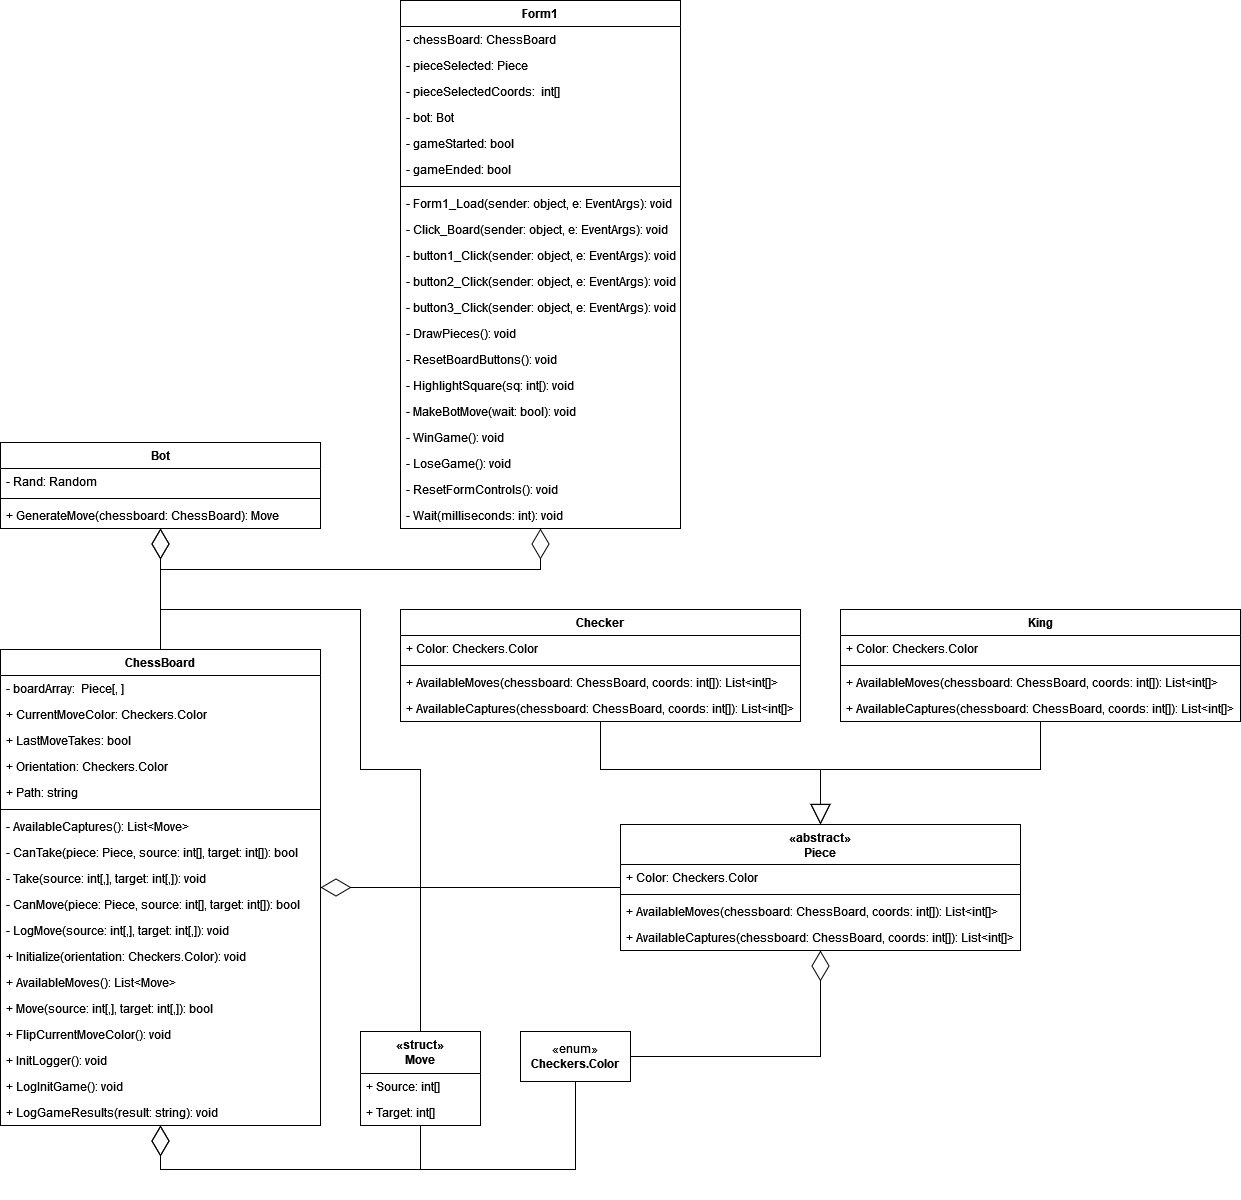 Form1
- chessBoard: ChessBoard
- pieceSelected: Piece
- pieceSelectedCoords:  int[]
- bot: Bot
- gameStarted: bool
- gameEnded: bool
- Form1_Load(sender: object, e: EventArgs): void
- Click_Board(sender: object, e: EventArgs): void
- button1_Click(sender: object, e: EventArgs): void
- button2_Click(sender: object, e: EventArgs): void
- button3_Click(sender: object, e: EventArgs): void
- DrawPieces(): void
- ResetBoardButtons(): void
- HighlightSquare(sq: int[): void
- MakeBotMove(wait: bool): void
- WinGame(): void
- LoseGame(): void
- ResetFormControls(): void
- Wait(milliseconds: int): void
Bot
- Rand: Random
+ GenerateMove(chessboard: ChessBoard): Move
ChessBoard
- boardArray:  Piece[, ]
+ CurrentMoveColor: Checkers.Color
+ LastMoveTakes: bool
+ Orientation: Checkers.Color
+ Path: string
- AvailableCaptures(): List<Move>
- CanTake(piece: Piece, source: int[], target: int[]): bool
- Take(source: int[,], target: int[,]): void
- CanMove(piece: Piece, source: int[], target: int[]): bool
- LogMove(source: int[,], target: int[,]): void
+ Initialize(orientation: Checkers.Color): void
+ AvailableMoves(): List<Move>
+ Move(source: int[,], target: int[,]): bool
+ FlipCurrentMoveColor(): void
+ InitLogger(): void
+ LogInitGame(): void
+ LogGameResults(result: string): void
Checker
+ Color: Checkers.Color
+ AvailableMoves(chessboard: ChessBoard, coords: int[]): List<int[]>
+ AvailableCaptures(chessboard: ChessBoard, coords: int[]): List<int[]>
King
+ Color: Checkers.Color
+ AvailableMoves(chessboard: ChessBoard, coords: int[]): List<int[]>
+ AvailableCaptures(chessboard: ChessBoard, coords: int[]): List<int[]>
«abstract»
Piece
+ Color: Checkers.Color
+ AvailableMoves(chessboard: ChessBoard, coords: int[]): List<int[]>
+ AvailableCaptures(chessboard: ChessBoard, coords: int[]): List<int[]>
«struct»
Move
+ Source: int[]
+ Target: int[]
«enum»
Checkers.Color